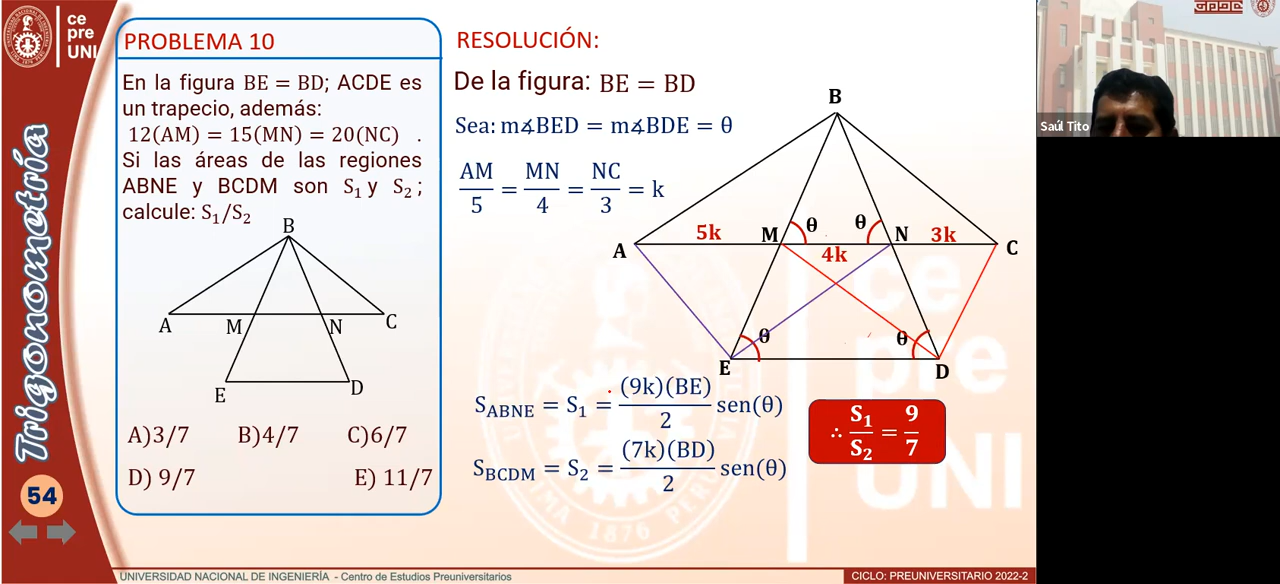 ce
pre
UNI
Trigonometría
54
PROBLEMA 10
En la figura BE = BD; ACDE es
un trapecio, además:
12(AM) = 15(MN) = 20(NC) .
Si las áreas de las regiones
ABNE y BCDM son S₁ y S₂ ;
calcule: S₁/S₂
B
A
M
N
C
E
D
A)3/7
B)4/7
C)6/7
D) 9/7
E) 11/7
RESOLUCIÓN:
De la figura: BE = BD
Sea: m∡BED = m∡BDE = θ
AM/5 = MN/4 = NC/3 = k
B
θ
θ
5k
M
N
3k
A
4k
C
θ
θ
E
D
S_ABNE = S₁ = (9k)(BE)/2 sen(θ)
S_BCDM = S₂ = (7k)(BD)/2 sen(θ)
∴ S₁/S₂ = 9/7
ce
pre
UNI
1876
UNIVERSIDAD NACIONAL DE INGENIERÍA - Centro de Estudios Preuniversitarios
CICLO: PREUNIVERSITARIO 2022-2
Saúl Tito